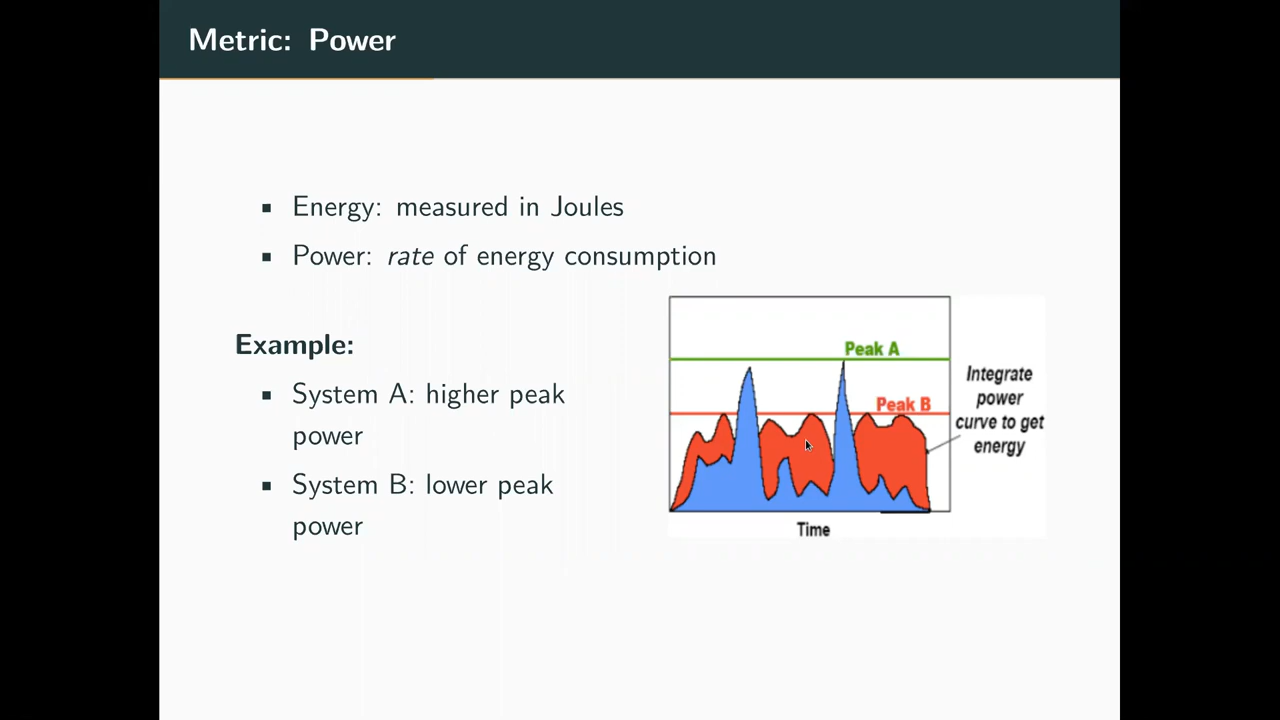 Metric: Power
▪ Energy: measured in Joules
▪ Power: rate of energy consumption
Example:
▪ System A: higher peak
power
▪ System B: lower peak
power
Peak A
Peak B
Integrate
power
curve to get
energy
Time